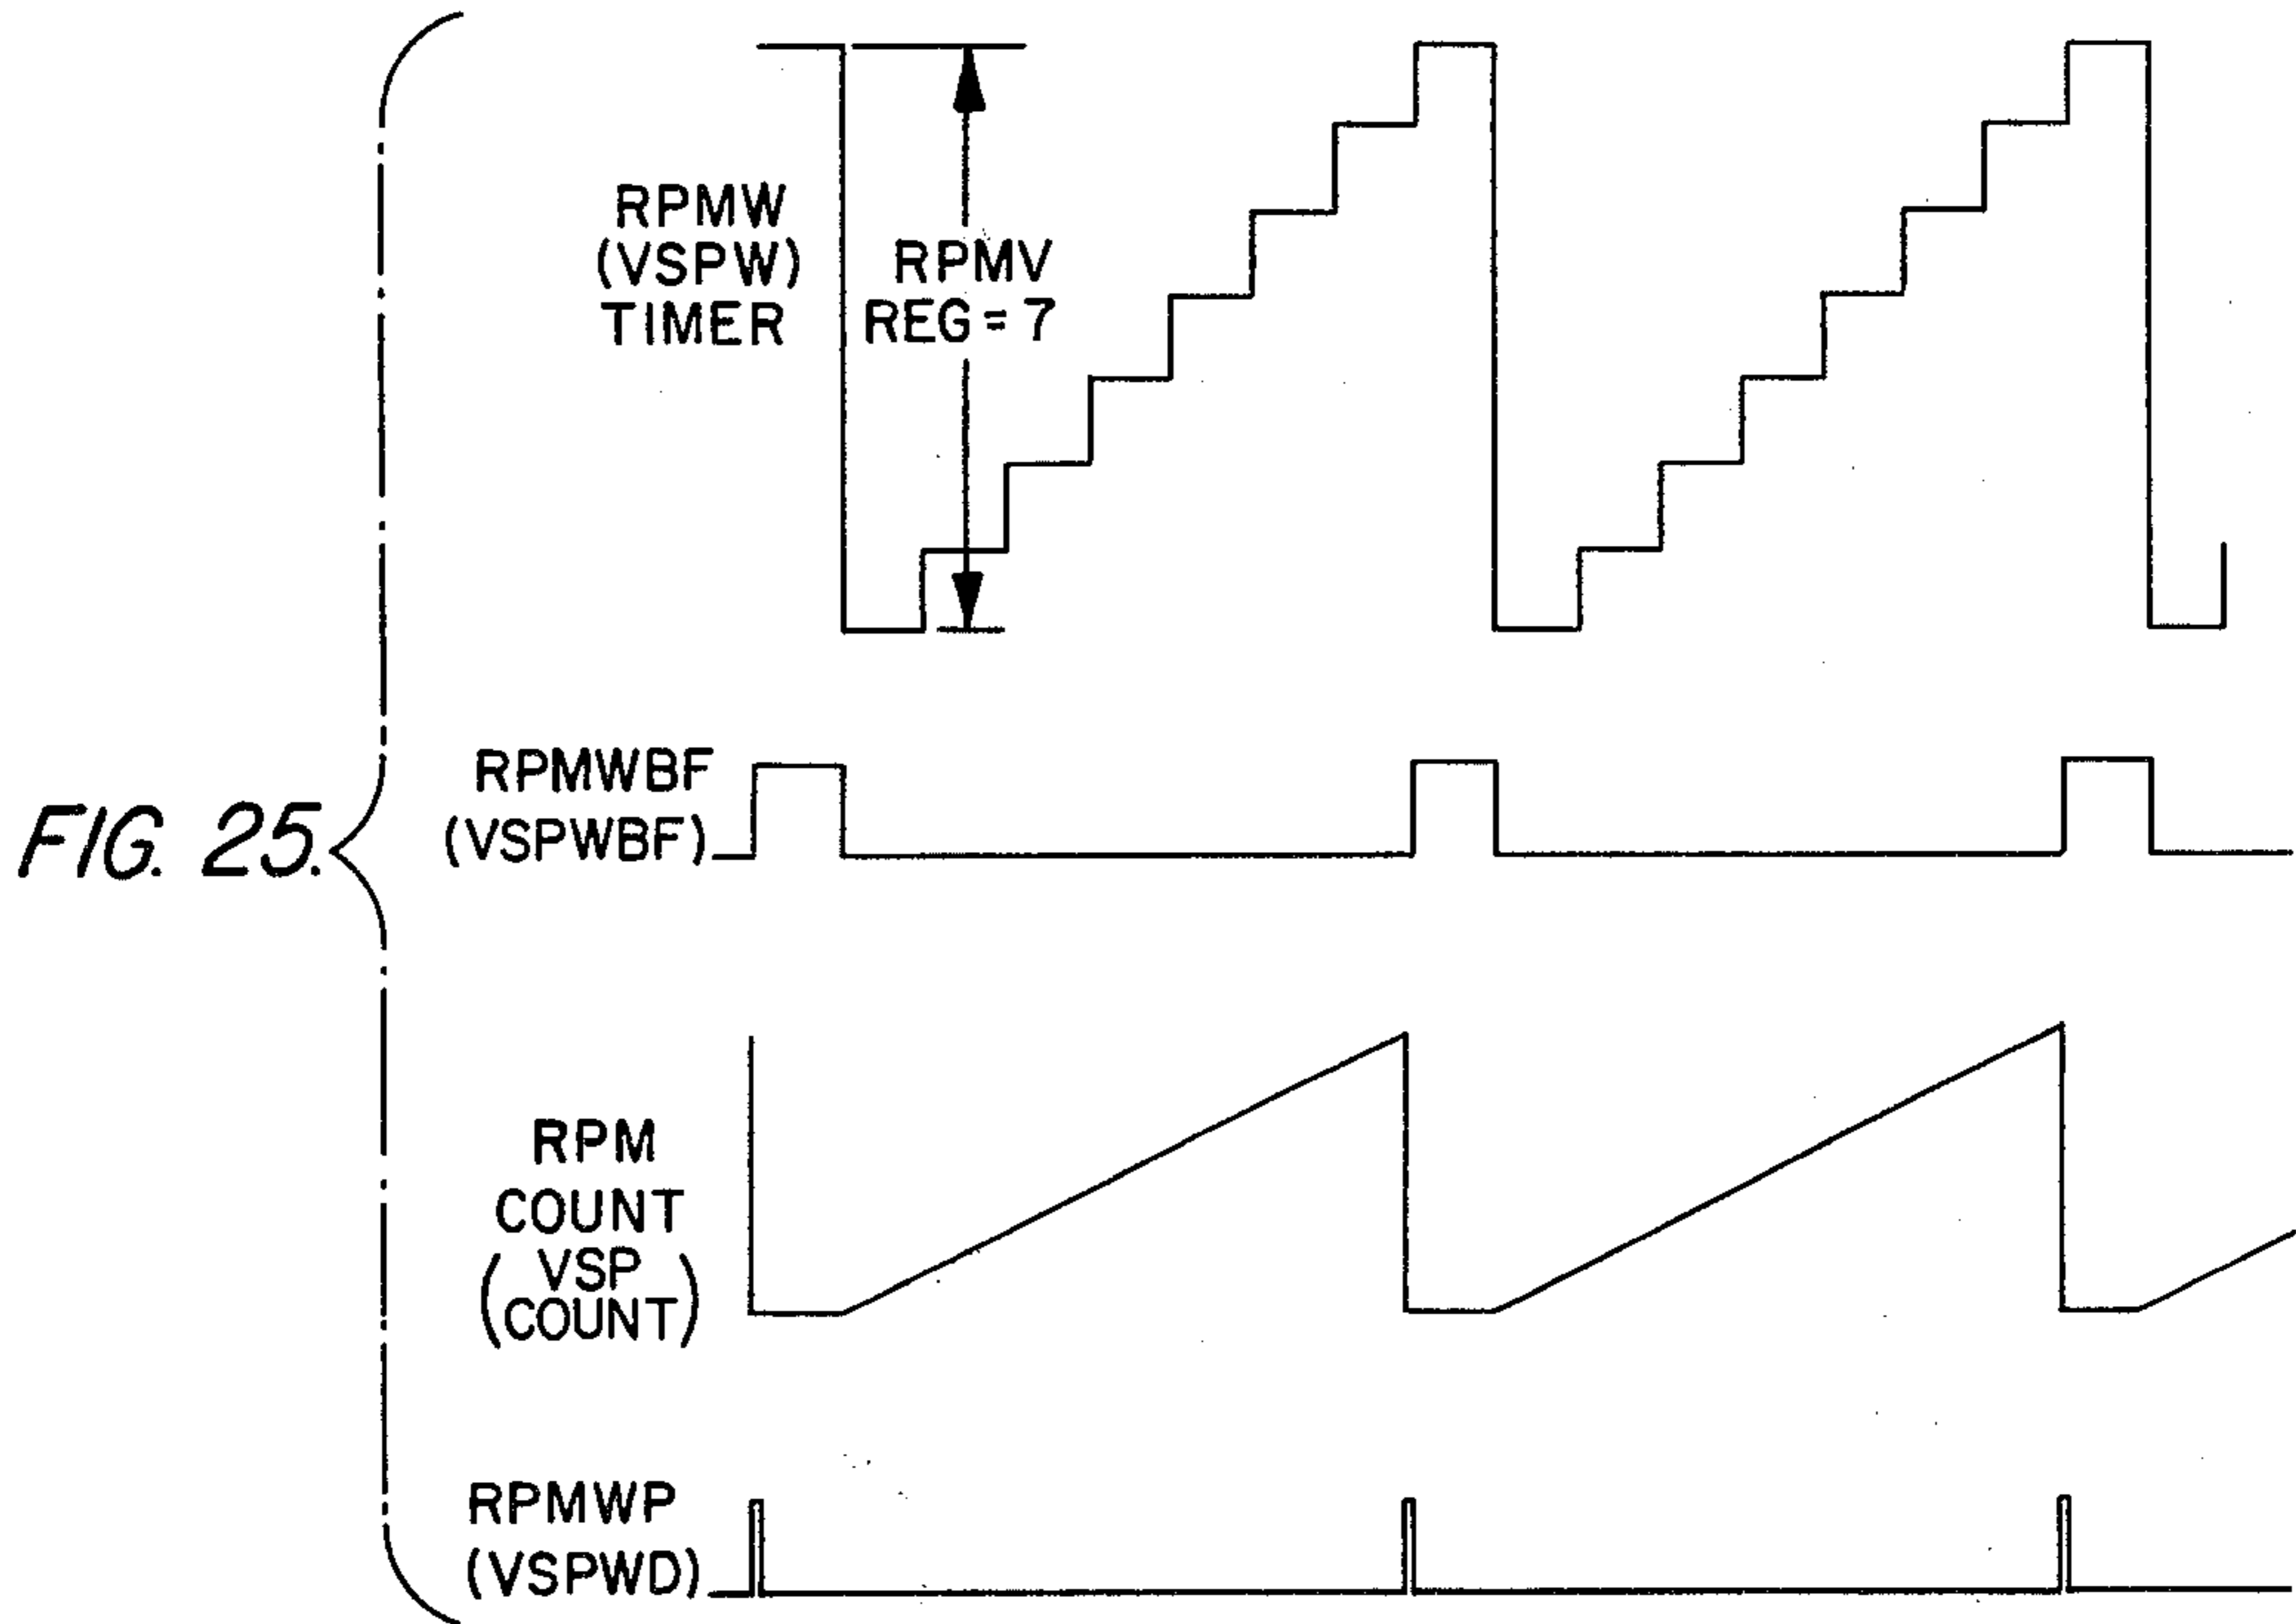 RPMW
(VSPW)
TIMER
RPMV
REG = 7
RPMWBF
(VSPWBF)
FIG. 25.
RPM
COUNT
(VSP
COUNT)
RPMWP
(VSPWD)